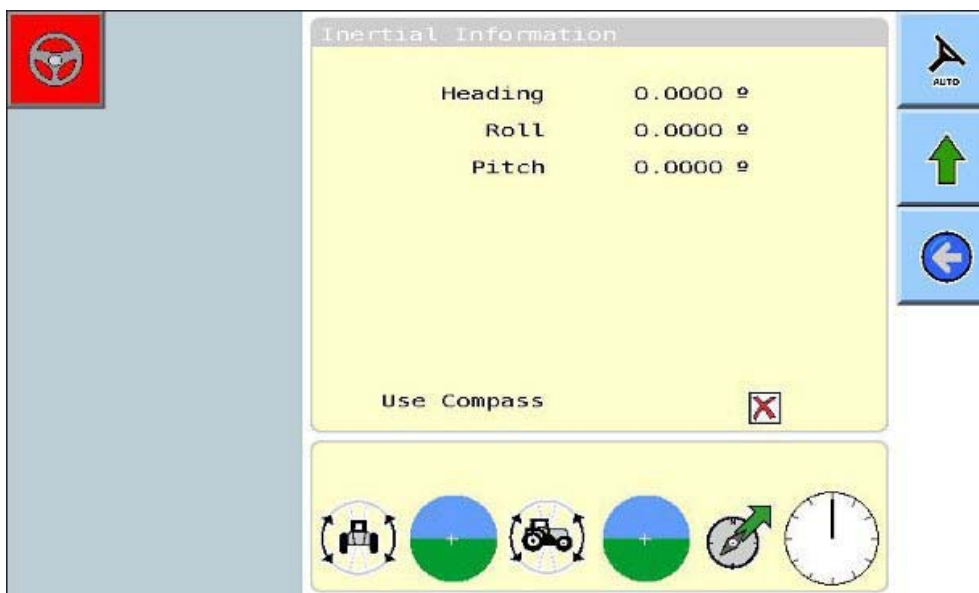 Inertial Information
AUTO
Heading 0.0000 º
Roll 0.0000 º
Pitch 0.0000 º
Use Compass